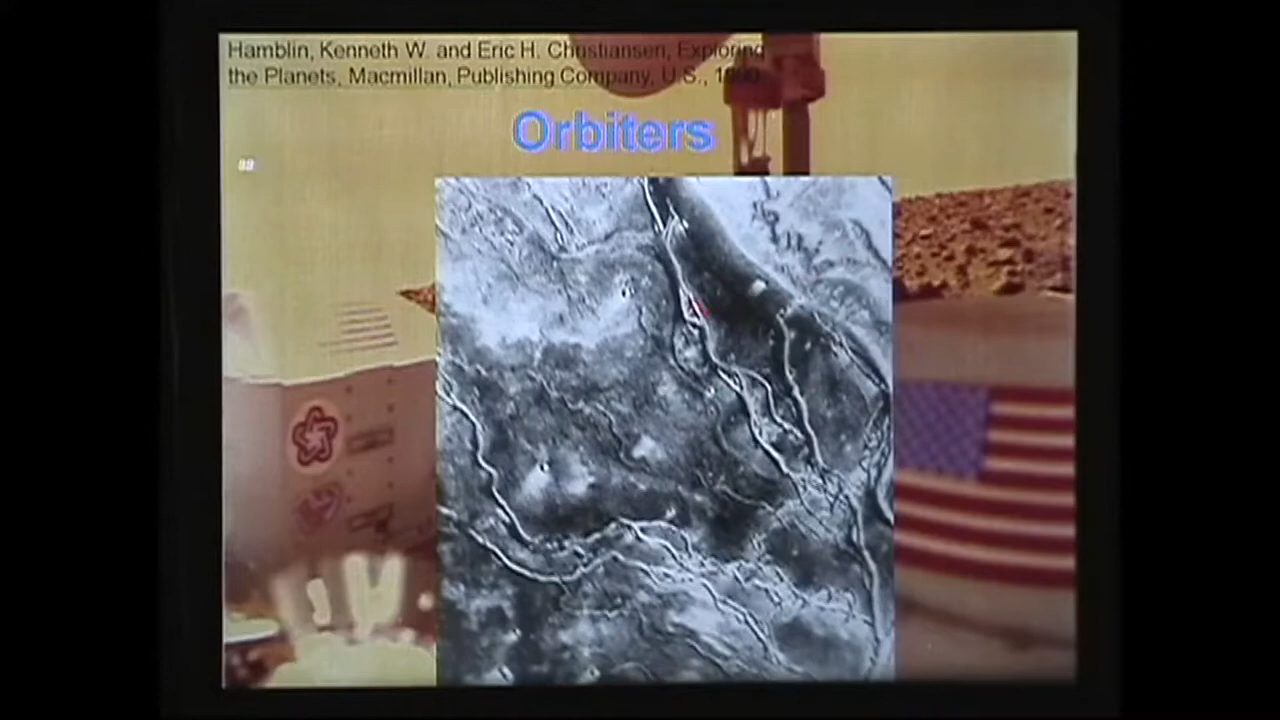 Hamblin, Kenneth W. and Eric H. Christiansen, Exploring
the Planets, Macmillan, Publishing Company, U.S.,
Orbiters